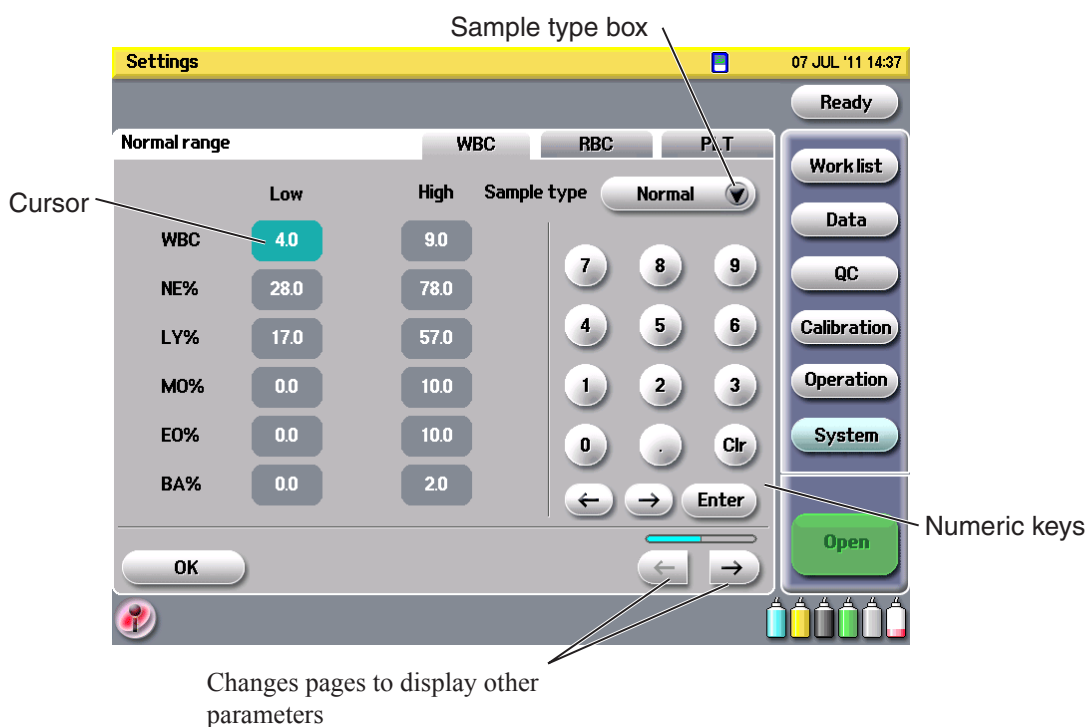 Sample type box
Settings
07 JUL '11 14:37
Ready
Normal range
WBC
RBC
PLT
Work list
Low
High
Sample type
Normal
Data
Cursor
WBC
4.0
9.0
7
8
9
QC
NE%
28.0
78.0
LY%
17.0
57.0
4
5
6
Calibration
MO%
0.0
10.0
1
2
3
Operation
EO%
0.0
10.0
0
.
Clr
System
BA%
0.0
2.0
← → Enter
Numeric keys
Open
OK
← →
Changes pages to display other
parameters